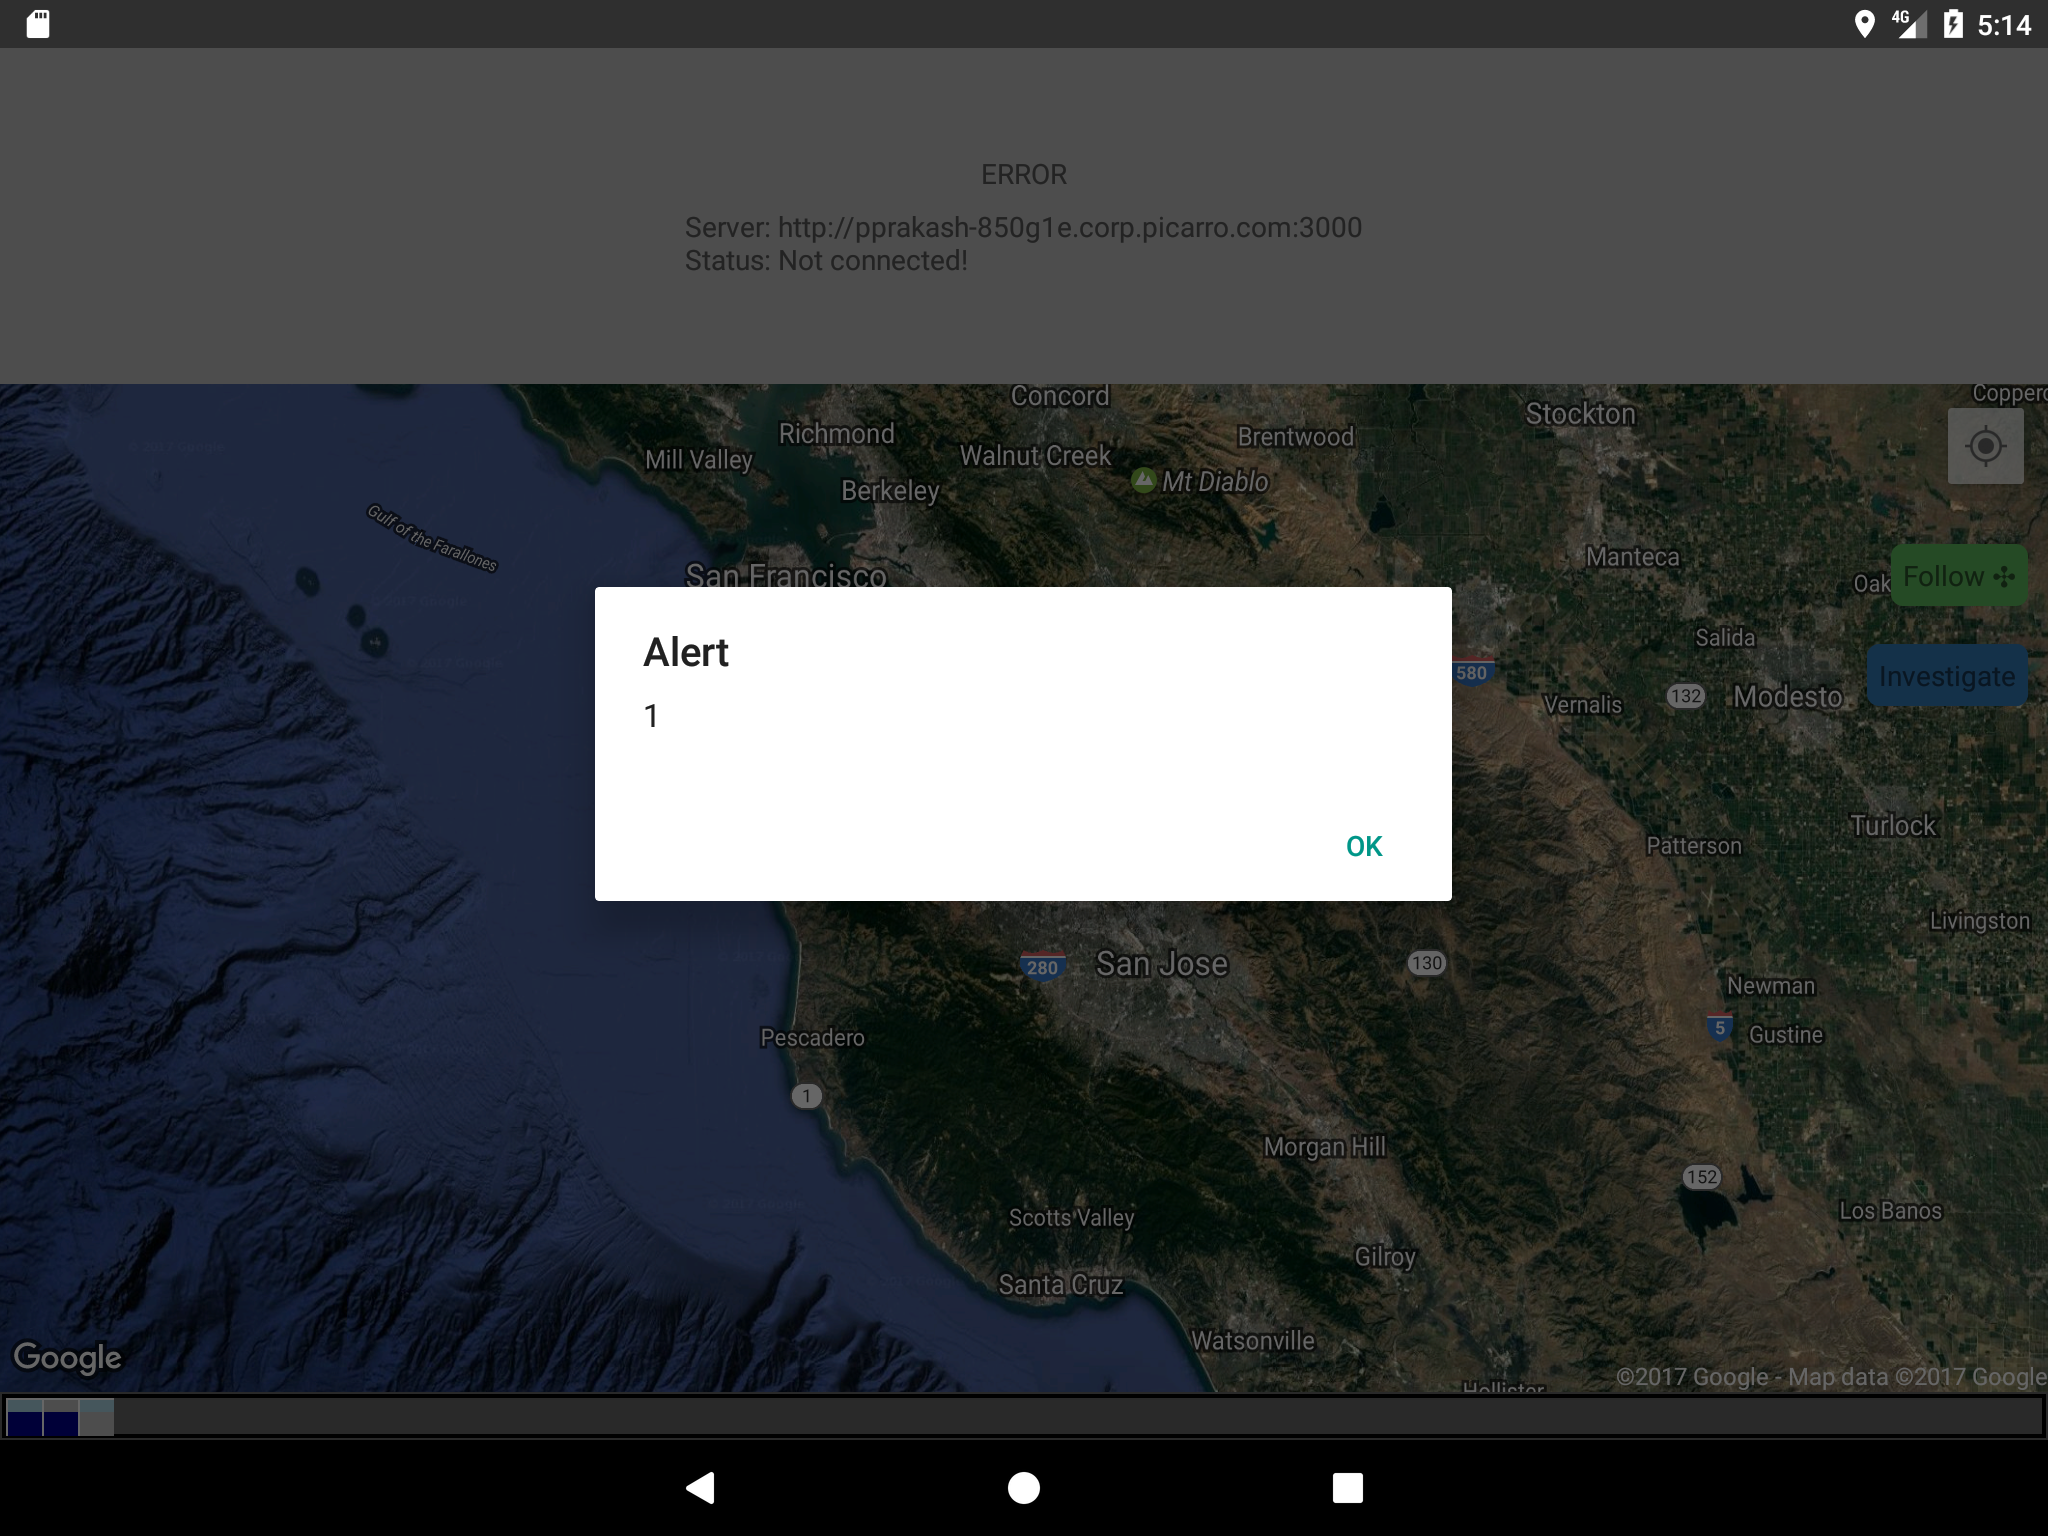 4G 5:14
ERROR
Server: http://pprakash-850g1e.corp.picarro.com:3000
Status: Not connected!
Concord
Copperc
Stockton
Richmond
Brentwood
Mill Valley
Walnut Creek
Mt Diablo
Berkeley
Gulf of the Farallones
Manteca
San Francisco
Oak
Follow
Salida
Alert
580
Investigate
132
Modesto
Vernalis
1
Turlock
OK
Patterson
Livingston
280
San Jose
130
Newman
5
Gustine
Pescadero
1
Morgan Hill
152
Los Banos
Scotts Valley
Gilroy
Santa Cruz
Watsonville
Google
©2017 Google - Map data ©2017 Google
Hollister